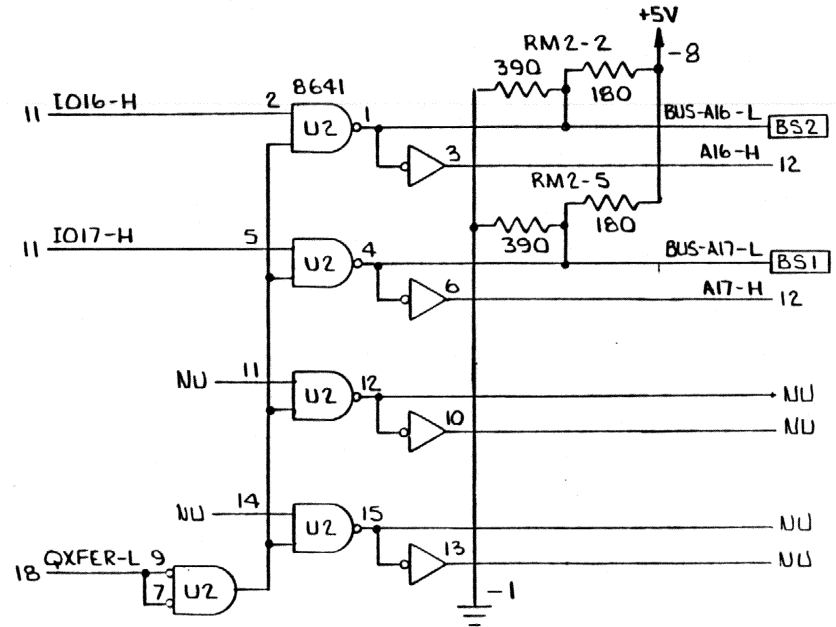 +5V
RM2-2
-8
390
180
8641
11 IO16-H 2 U2 1 BUS-A16-L BS2
3 A16-H 12
RM2-5
180
390
11 IO17-H 5 U2 4 BUS-A17-L BS1
6 A17-H 12
NU 11 U2 12 NU
10 NU
NU 14 U2 15 NU
13 NU
18 QXFER-L 9
7 U2
-1